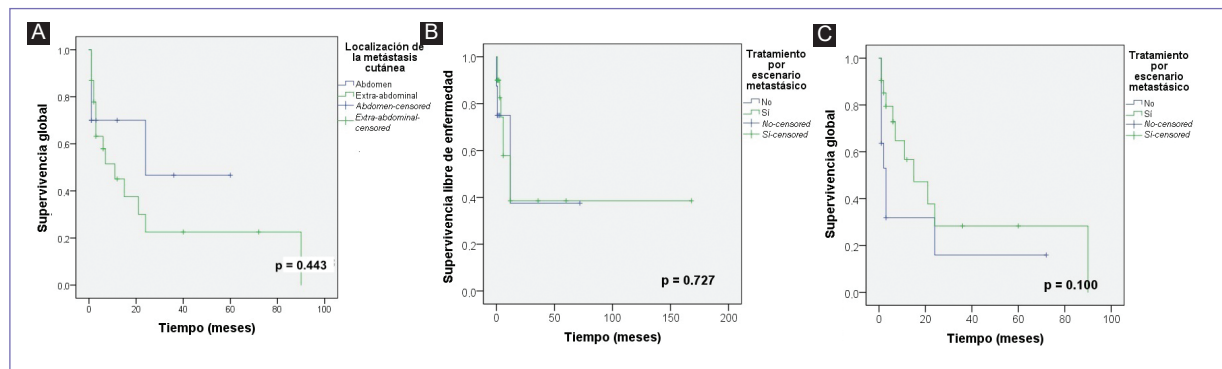 A
Localización de
la metástasis
cutánea
Abdomen
Extra-abdominal
Abdomen-censored
Extra-abdominal-
censored
1.0
0.8
0.6
0.4
0.2
0.0
Supervivencia global
p = 0.443
0 20 40 60 80 100
Tiempo (meses)
B
Tratamiento
por
escenario
metastásico
No
Sí
No-censored
Sí-censored
1.0
0.8
0.6
0.4
0.2
0.0
Supervivencia libre de enfermedad
p = 0.727
0 50 100 150 200
Tiempo (meses)
C
Tratamiento por
escenario
metastásico
No
Sí
No-censored
Sí-censored
1.0
0.8
0.6
0.4
0.2
0.0
Supervivencia global
p = 0.100
0 20 40 60 80 100
Tiempo (meses)